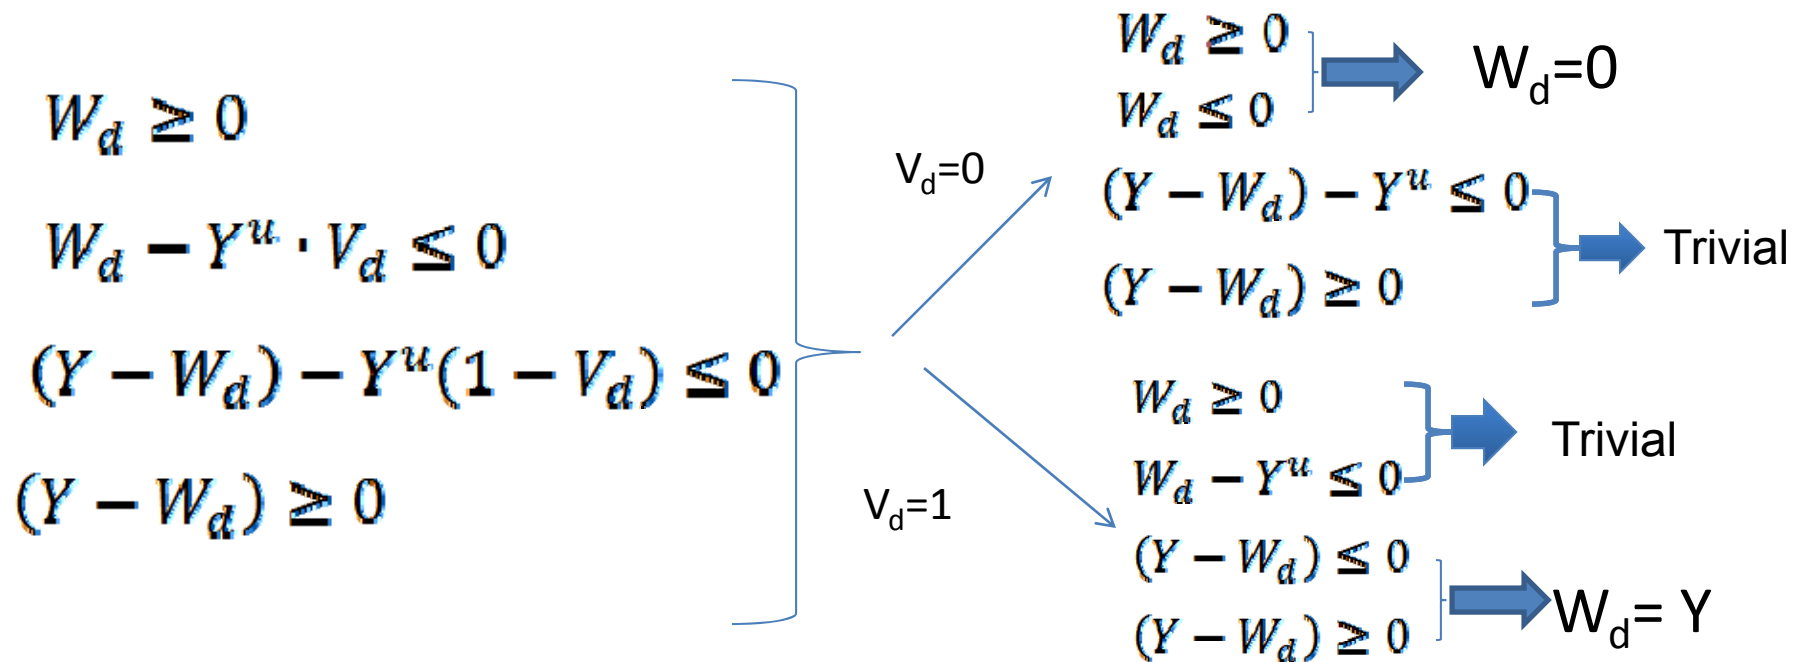 W_d ≥ 0
W_d − Y^u · V_d ≤ 0
(Y − W_d) − Y^u(1 − V_d) ≤ 0
(Y − W_d) ≥ 0
V_d=0
V_d=1
W_d ≥ 0
W_d ≤ 0
W_d=0
(Y − W_d) − Y^u ≤ 0
(Y − W_d) ≥ 0
Trivial
W_d ≥ 0
W_d − Y^u ≤ 0
Trivial
(Y − W_d) ≤ 0
(Y − W_d) ≥ 0
W_d= Y